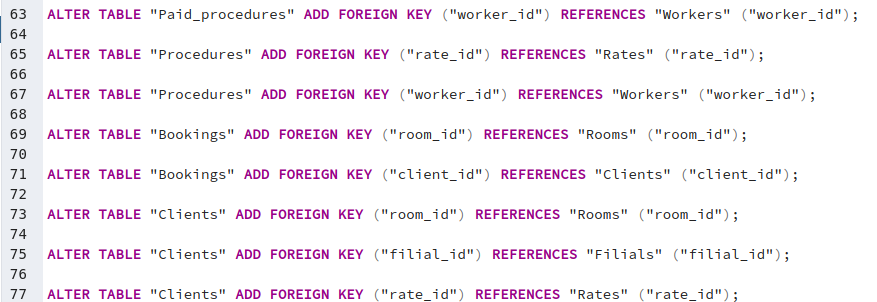 63 ALTER TABLE "Paid_procedures" ADD FOREIGN KEY ("worker_id") REFERENCES "Workers" ("worker_id");
64
65 ALTER TABLE "Procedures" ADD FOREIGN KEY ("rate_id") REFERENCES "Rates" ("rate_id");
66
67 ALTER TABLE "Procedures" ADD FOREIGN KEY ("worker_id") REFERENCES "Workers" ("worker_id");
68
69 ALTER TABLE "Bookings" ADD FOREIGN KEY ("room_id") REFERENCES "Rooms" ("room_id");
70
71 ALTER TABLE "Bookings" ADD FOREIGN KEY ("client_id") REFERENCES "Clients" ("client_id");
72
73 ALTER TABLE "Clients" ADD FOREIGN KEY ("room_id") REFERENCES "Rooms" ("room_id");
74
75 ALTER TABLE "Clients" ADD FOREIGN KEY ("filial_id") REFERENCES "Filials" ("filial_id");
76
77 ALTER TABLE "Clients" ADD FOREIGN KEY ("rate_id") REFERENCES "Rates" ("rate_id");